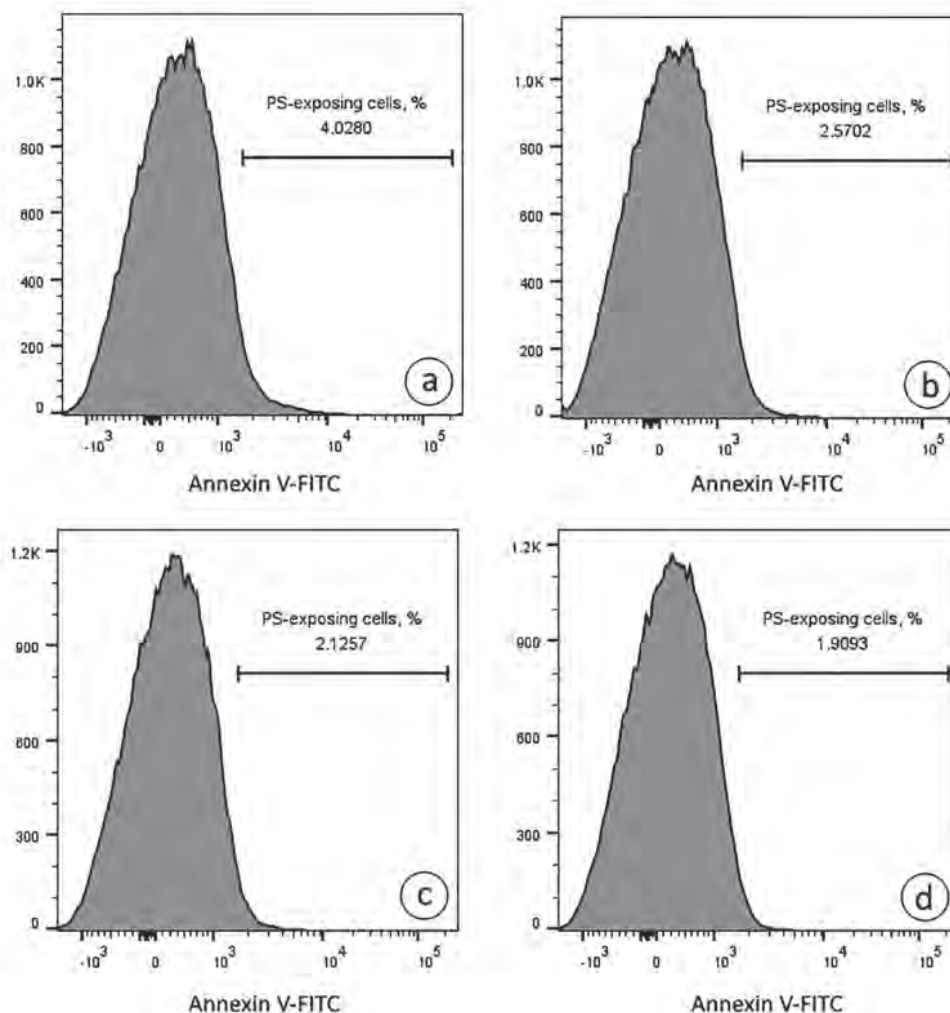 1.0K
800
600
400
200
0
PS-exposing cells, %
4.0280
a
-10³ 0 10³ 10⁴ 10⁵
Annexin V-FITC
1.0K
800
600
400
200
0
PS-exposing cells, %
2.5702
b
-10³ 0 10³ 10⁴ 10⁵
Annexin V-FITC
1.2K
900
600
300
0
PS-exposing cells, %
2.1257
c
-10³ 0 10³ 10⁴ 10⁵
Annexin V-FITC
1.2K
900
600
300
0
PS-exposing cells, %
1.9093
d
-10³ 0 10³ 10⁴ 10⁵
Annexin V-FITC